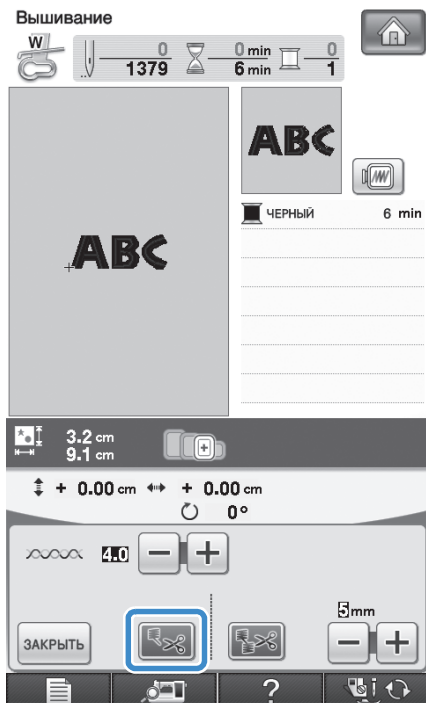 Вышивание
W
0 0 min 0
1379 6 min 1
ABC
ABC
ЧЕРНЫЙ 6 min
3.2 cm
9.1 cm
+ 0.00 cm + 0.00 cm
0°
4.0 − +
5mm
ЗАКРЫТЬ − +
?